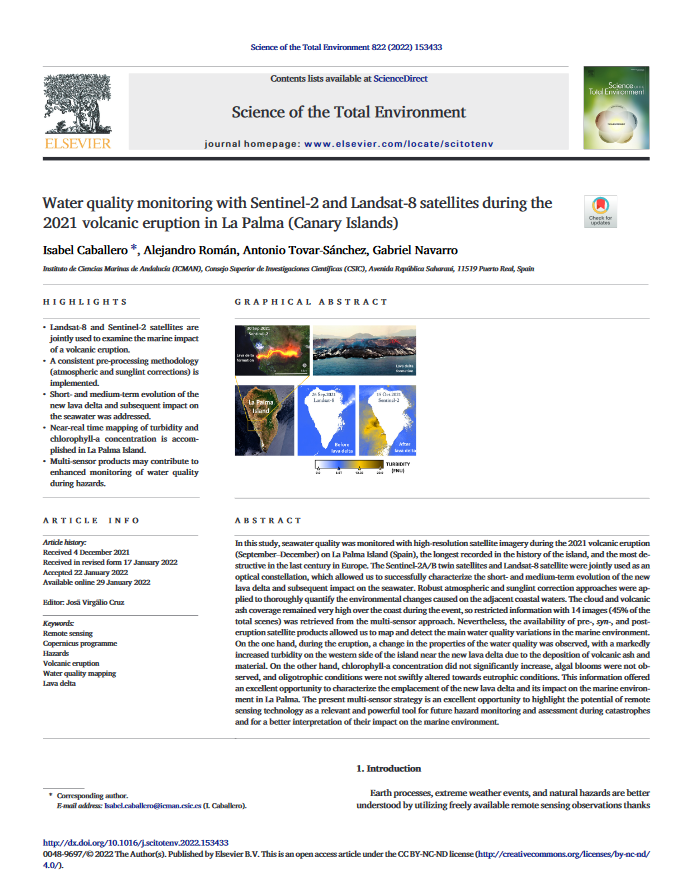 Science of the Total Environment 822 (2022) 153433
Contents lists available at ScienceDirect
Science of the Total Environment
journal homepage: www.elsevier.com/locate/scitotenv
ELSEVIER
Science of the
Total Environment
Water quality monitoring with Sentinel-2 and Landsat-8 satellites during the
2021 volcanic eruption in La Palma (Canary Islands)
Check for
updates
Isabel Caballero *, Alejandro Román, Antonio Tovar-Sánchez, Gabriel Navarro
Instituto de Ciencias Marinas de Andalucía (ICMAN), Consejo Superior de Investigaciones Científicas (CSIC), Avenida República Saharaui, 11519 Puerto Real, Spain
HIGHLIGHTS
• Landsat-8 and Sentinel-2 satellites are
jointly used to examine the marine impact
of a volcanic eruption.
• A consistent pre-processing methodology
(atmospheric and sunglint corrections) is
implemented.
• Short- and medium-term evolution of the
new lava delta and subsequent impact on
the seawater was addressed.
• Near-real time mapping of turbidity and
chlorophyll-a concentration is accom-
plished in La Palma Island.
• Multi-sensor products may contribute to
enhanced monitoring of water quality
during hazards.
GRAPHICAL ABSTRACT
30 Sep 2021
Sentinel-2
Lava delta
formation
Lava delta
formation
La Palma
Island
Landsat-8
Before
lava delta
Sentinel-2
After
lava delta
TURBIDITY
(FNU)
ARTICLE INFO
Article history:
Received 4 December 2021
Received in revised form 17 January 2022
Accepted 22 January 2022
Available online 29 January 2022
Editor: José Virgílio Cruz
Keywords:
Remote sensing
Copernicus programme
Hazards
Volcanic eruption
Water quality mapping
Lava delta
ABSTRACT
In this study, seawater quality was monitored with high-resolution satellite imagery during the 2021 volcanic eruption
(September–December) on La Palma Island (Spain), the longest recorded in the history of the island, and the most de-
structive in the last century in Europe. The Sentinel-2A/B twin satellites and Landsat-8 satellite were jointly used as an
optical constellation, which allowed us to successfully characterize the short- and medium-term evolution of the new
lava delta and subsequent impact on the seawater. Robust atmospheric and sunglint correction approaches were ap-
plied to thoroughly quantify the environmental changes caused on the adjacent coastal waters. The cloud and volcanic
ash coverage remained very high over the coast during the event, so restricted information with 14 images (45% of the
total scenes) was retrieved from the multi-sensor approach. Nevertheless, the availability of pre-, syn-, and post-
eruption satellite products allowed us to map and detect the main water quality variations in the marine environment.
On the one hand, during the eruption, a change in the properties of the water quality was observed, with a markedly
increased turbidity on the western side of the island near the new lava delta due to the deposition of volcanic ash and
material. On the other hand, chlorophyll-a concentration did not significantly increase, algal blooms were not ob-
served, and oligotrophic conditions were not swiftly altered towards eutrophic conditions. This information offered
an excellent opportunity to characterize the emplacement of the new lava delta and its impact on the marine environ-
ment in La Palma. The present multi-sensor strategy is an excellent opportunity to highlight the potential of remote
sensing technology as a relevant and powerful tool for future hazard monitoring and assessment during catastrophes
and for a better interpretation of their impact on the marine environment.
1. Introduction
Earth processes, extreme weather events, and natural hazards are better
understood by utilizing freely available remote sensing observations thanks
* Corresponding author.
E-mail address: Isabel.caballero@icman.csic.es (I. Caballero).
http://dx.doi.org/10.1016/j.scitotenv.2022.153433
0048-9697/© 2022 The Author(s). Published by Elsevier B.V. This is an open access article under the CC BY-NC-ND license (http://creativecommons.org/licenses/by-nc-nd/
4.0/).